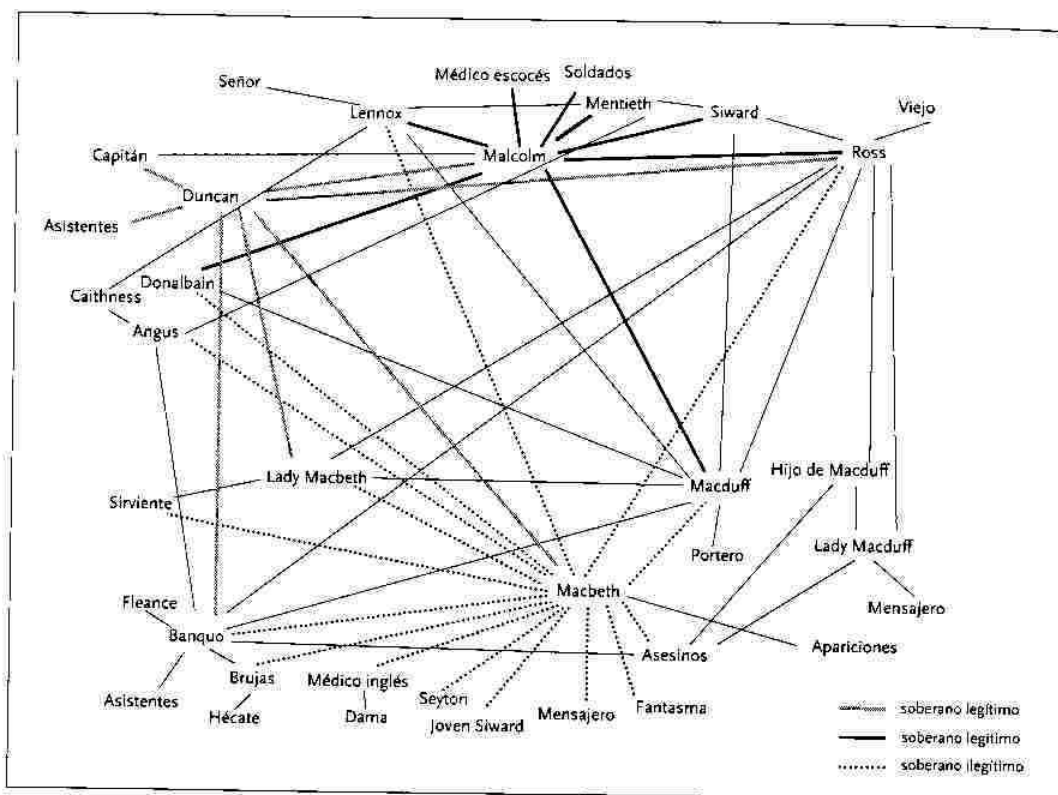 Señor
Médico escocés
Soldados
Lennox
Mentieth
Siward
Viejo
Capitán
Malcolm
Ross
Duncan
Asistentes
Donalbain
Caithness
Angus
Lady Macbeth
Macduff
Hijo de Macduff
Sirviente
Portero
Lady Macduff
Fleance
Macbeth
Mensajero
Banquo
Asesinos
Apariciones
Brujas
Médico inglés
Asistentes
Seyton
Fantasma
Hécate
Dama
Joven Siward
Mensajero
soberano legítimo
soberano legítimo
soberano ilegítimo